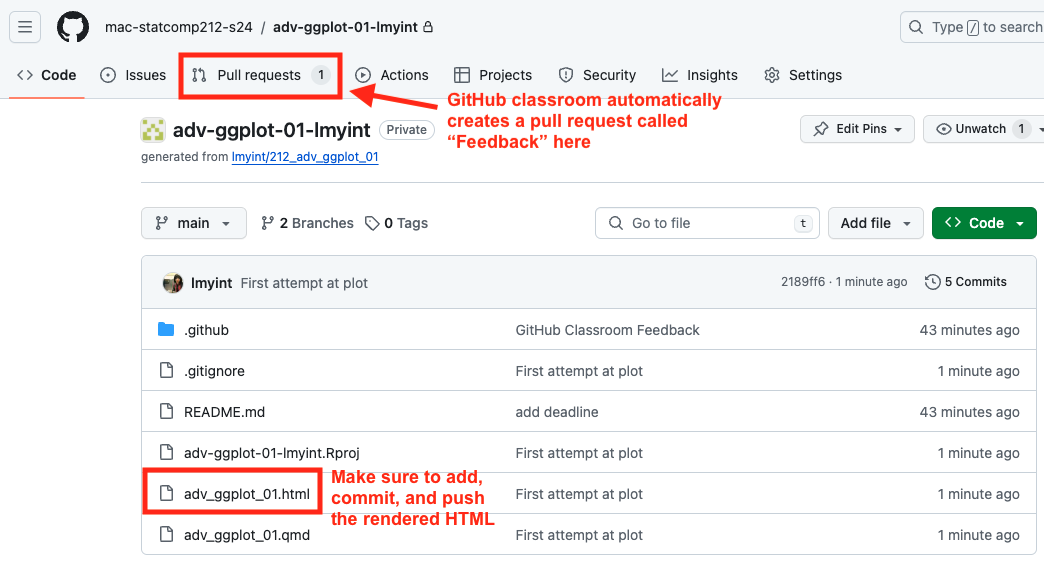 mac-statcomp212-s24 / adv-ggplot-01-lmyint
Type / to search
Code Issues Pull requests 1 Actions Projects Security Insights Settings
GitHub classroom automatically
creates a pull request called
“Feedback” here
adv-ggplot-01-lmyint Private
Edit Pins Unwatch 1
generated from lmyint/212_adv_ggplot_01
main 2 Branches 0 Tags Go to file t Add file Code
lmyint First attempt at plot 2189ff6 · 1 minute ago 5 Commits
.github GitHub Classroom Feedback 43 minutes ago
.gitignore First attempt at plot 1 minute ago
README.md add deadline 43 minutes ago
adv-ggplot-01-lmyint.Rproj First attempt at plot 1 minute ago
Make sure to add,
commit, and push
the rendered HTML
adv_ggplot_01.html First attempt at plot 1 minute ago
adv_ggplot_01.qmd First attempt at plot 1 minute ago